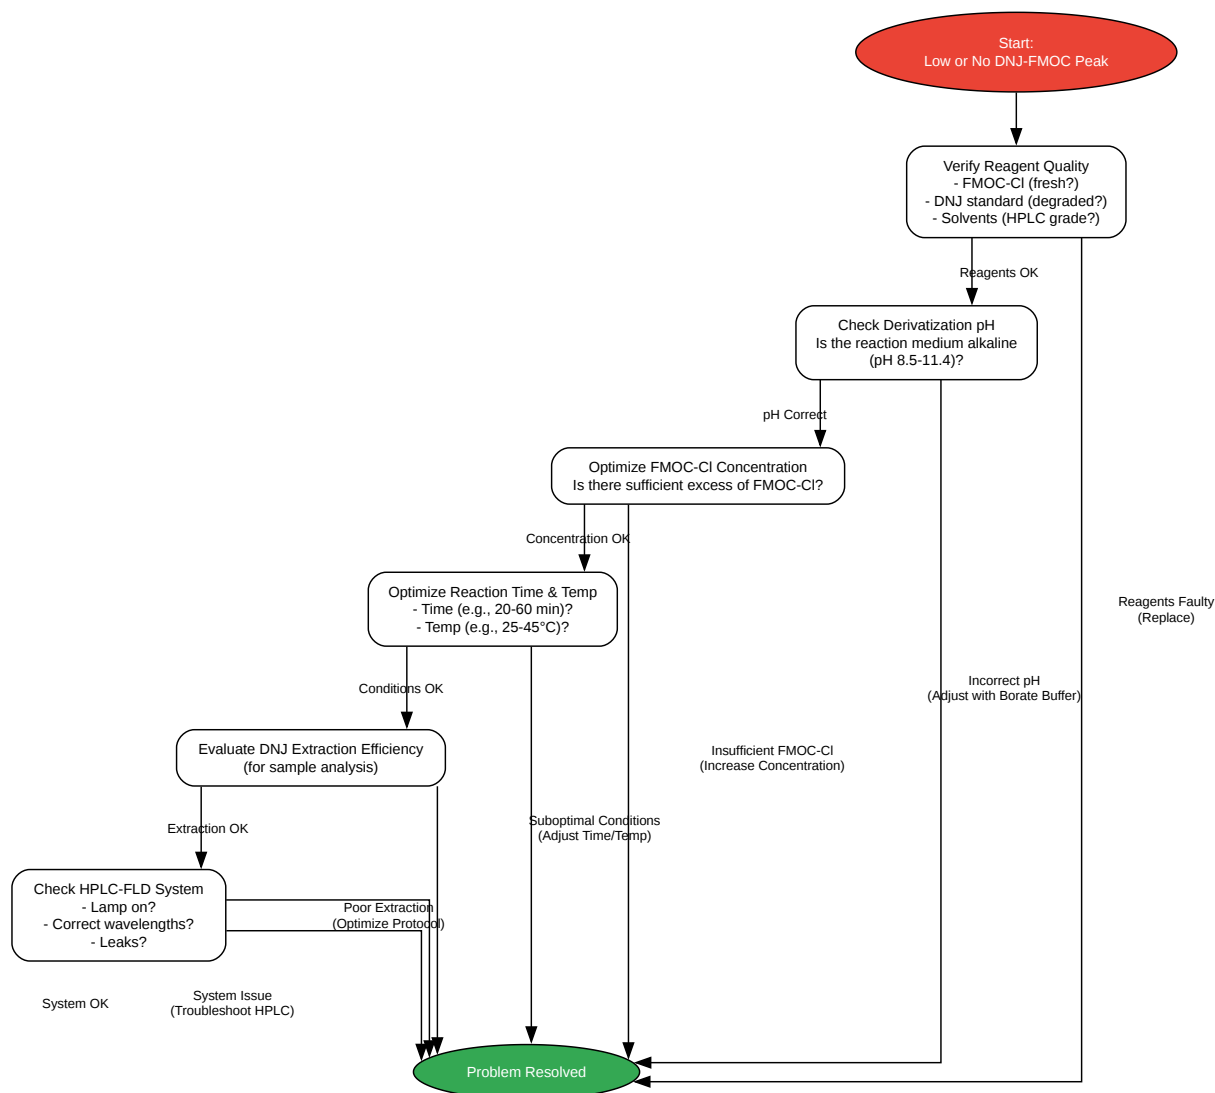 Start:
Low or No DNJ-FMOC Peak
Verify Reagent Quality
- FMOC-Cl (fresh?)
- DNJ standard (degraded?)
- Solvents (HPLC grade?)
Reagents OK
Check Derivatization pH
Is the reaction medium alkaline
(pH 8.5-11.4)?
pH Correct
Optimize FMOC-Cl Concentration
Is there sufficient excess of FMOC-Cl?
Concentration OK
Optimize Reaction Time & Temp
- Time (e.g., 20-60 min)?
- Temp (e.g., 25-45°C)?
Reagents Faulty
(Replace)
Conditions OK
Incorrect pH
(Adjust with Borate Buffer)
Evaluate DNJ Extraction Efficiency
(for sample analysis)
Insufficient FMOC-Cl
(Increase Concentration)
Extraction OK
Suboptimal Conditions
(Adjust Time/Temp)
Check HPLC-FLD System
- Lamp on?
- Correct wavelengths?
- Leaks?
Poor Extraction
(Optimize Protocol)
System OK
System Issue
(Troubleshoot HPLC)
Problem Resolved